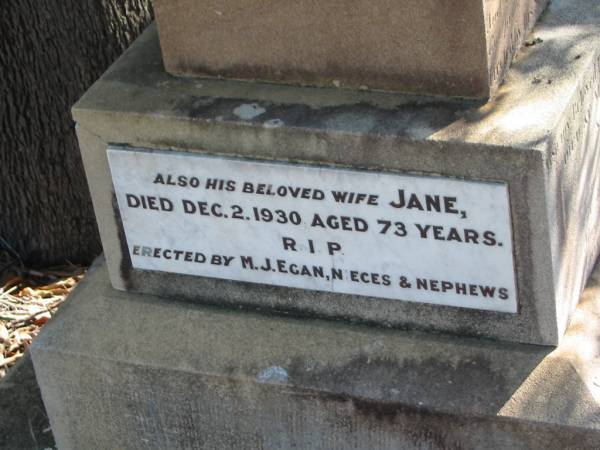 ALSO HIS BELOVED WIFE JANE,
DIED DEC. 2. 1930 AGED 73 YEARS.
R. I. P.
ERECTED BY M. J. EGAN, NIECES & NEPHEWS